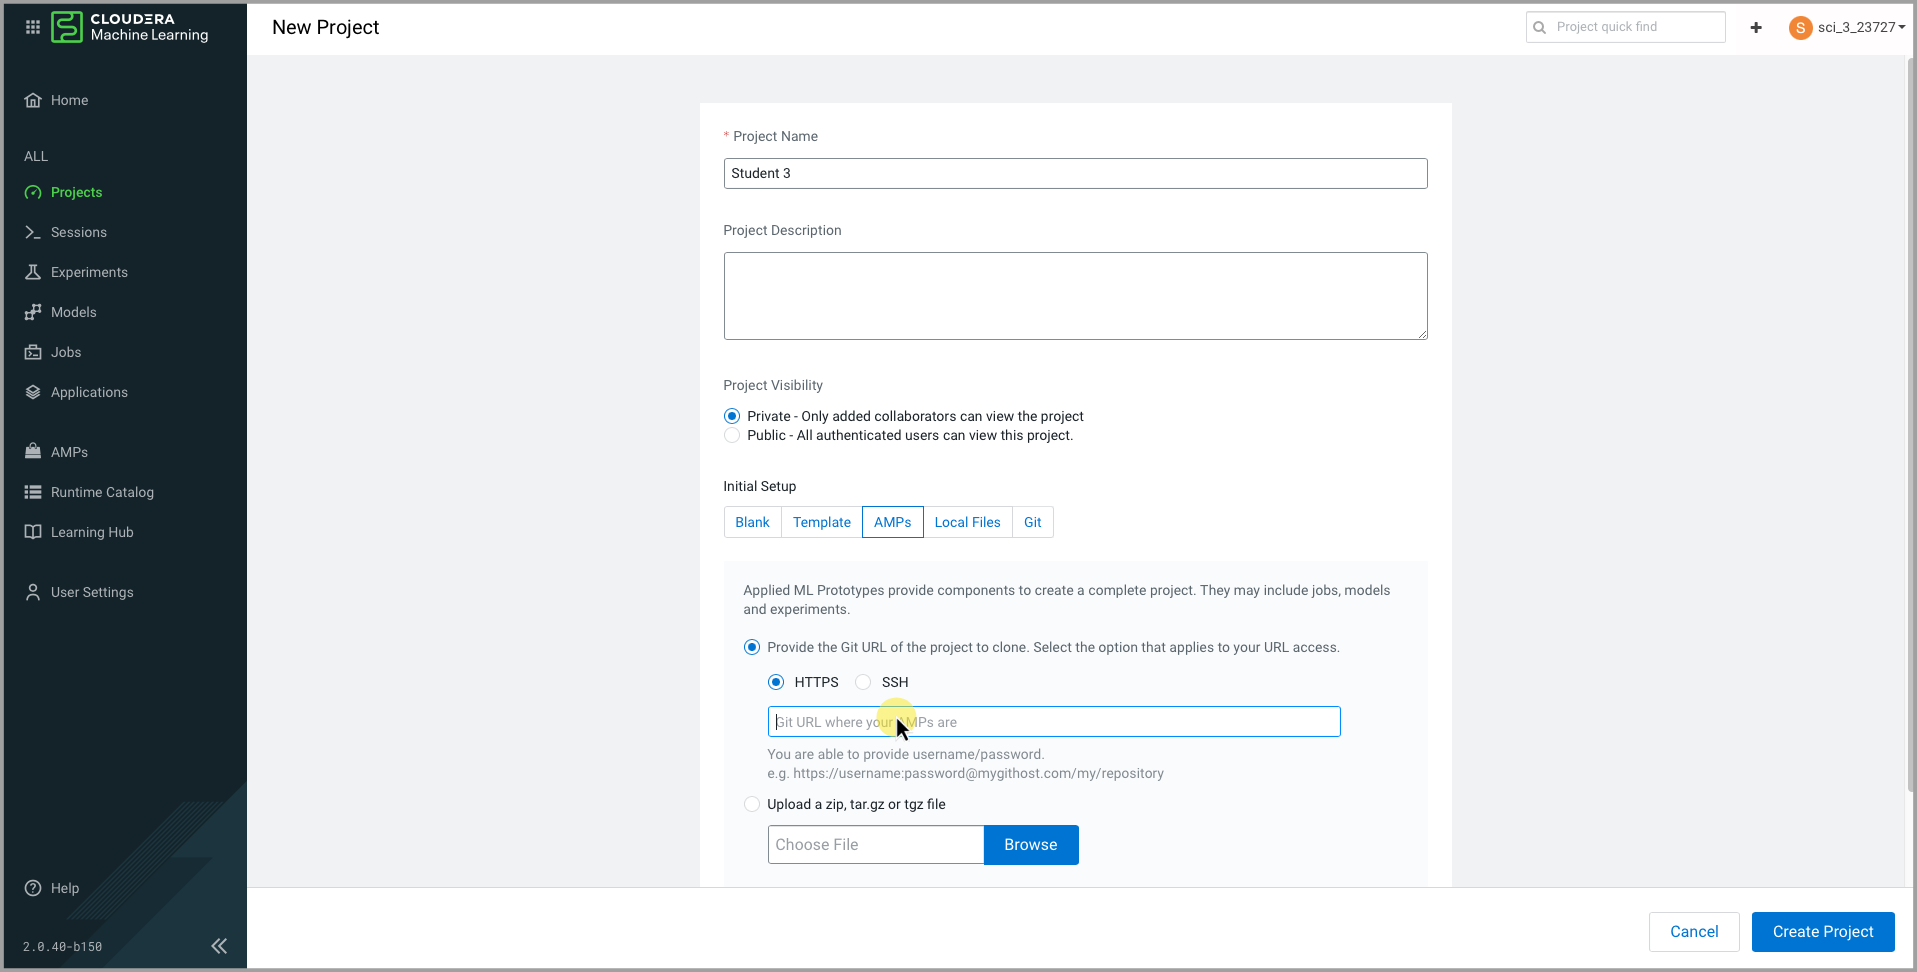 CLOUDERA
Machine Learning
New Project
Project quick find
+
S
sci_3_23727
Home
ALL
Projects
Sessions
Experiments
Models
Jobs
Applications
AMPs
Runtime Catalog
Learning Hub
User Settings
Help
2.0.40-b150
* Project Name
Student 3
Project Description
Project Visibility
Private - Only added collaborators can view the project
Public - All authenticated users can view this project.
Initial Setup
Blank Template AMPs Local Files Git
Applied ML Prototypes provide components to create a complete project. They may include jobs, models
and experiments.
Provide the Git URL of the project to clone. Select the option that applies to your URL access.
HTTPS SSH
Git URL where your AMPs are
You are able to provide username/password.
e.g. https://username:password@mygithost.com/my/repository
Upload a zip, tar.gz or tgz file
Choose File Browse
Cancel Create Project